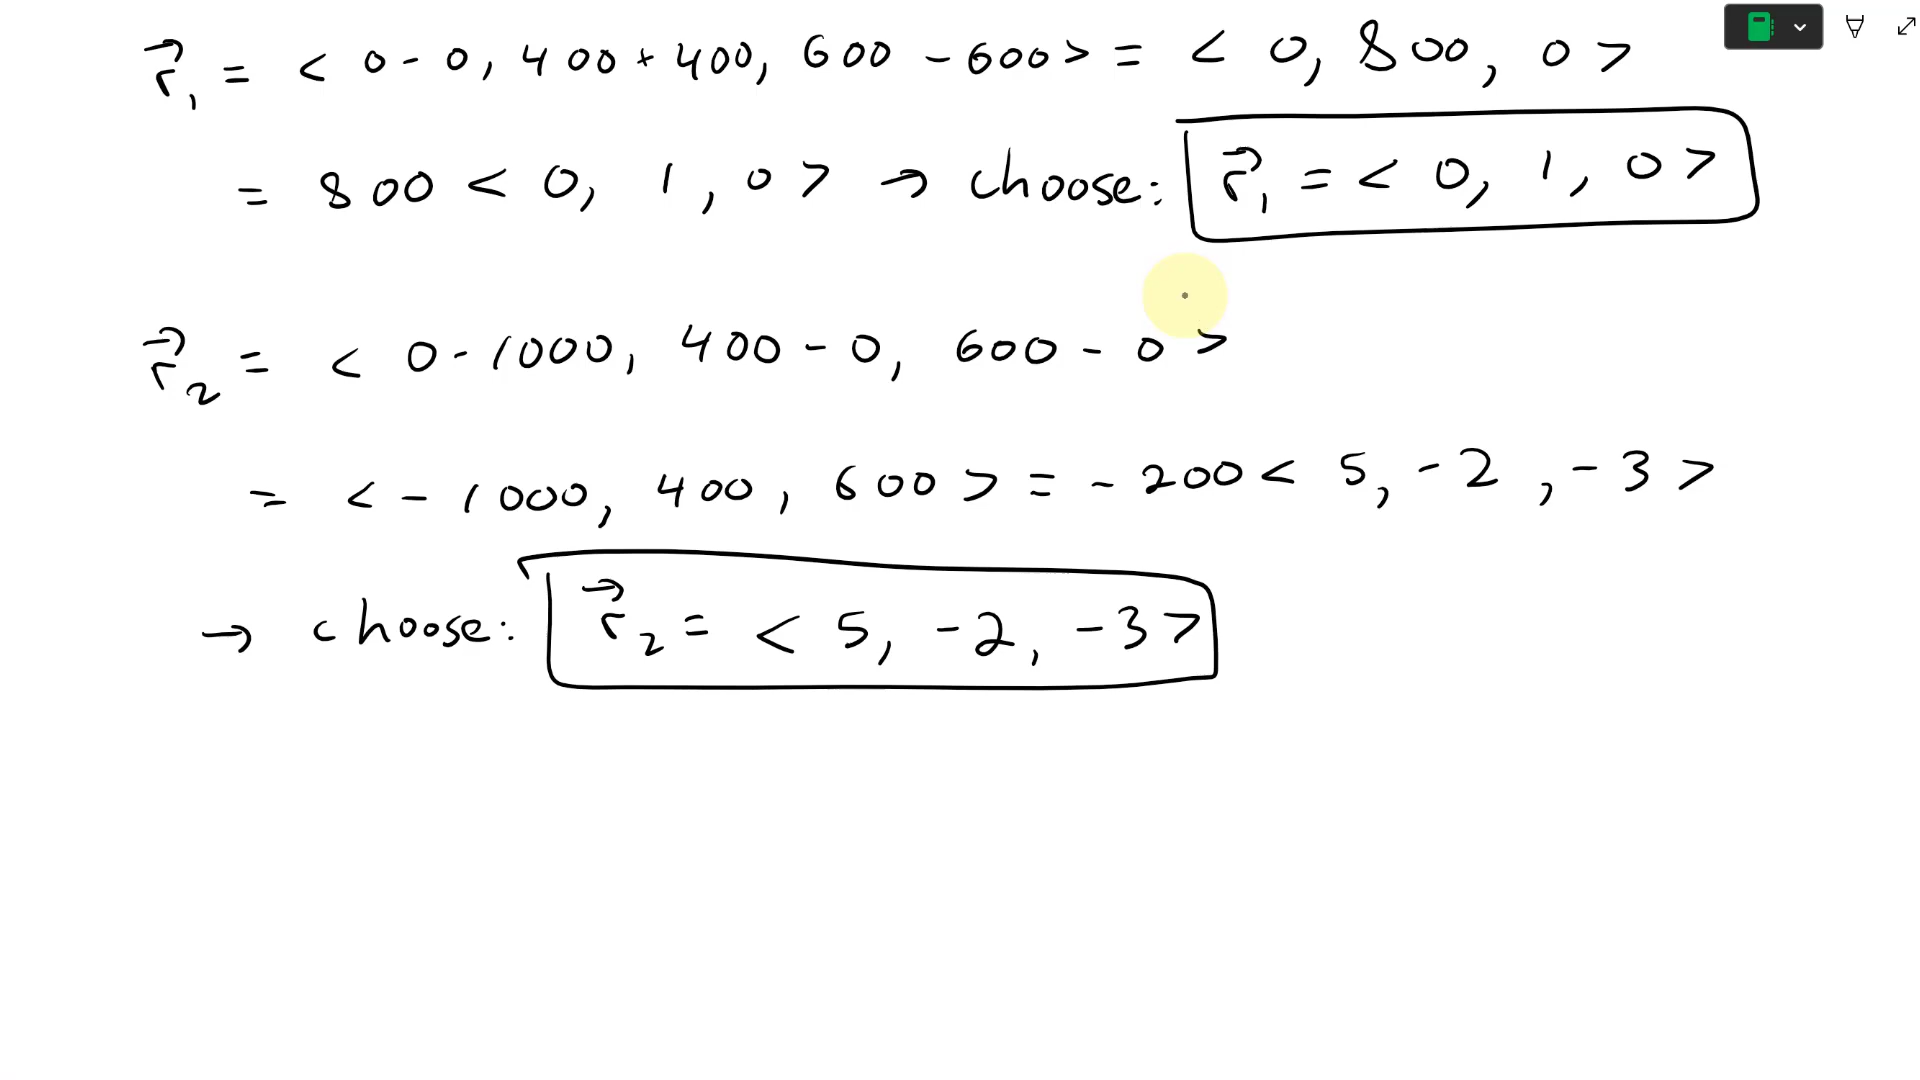 r⃗₁ = < 0 - 0, 400 + 400, 600 - 600 > = < 0, 800, 0 >
= 800 < 0, 1, 0 > → choose: r⃗₁ = < 0, 1, 0 >
r⃗₂ = < 0 - 1000, 400 - 0, 600 - 0 >
= < - 1000, 400, 600 > = - 200 < 5, -2, -3 >
→ choose: r⃗₂ = < 5, -2, -3 >